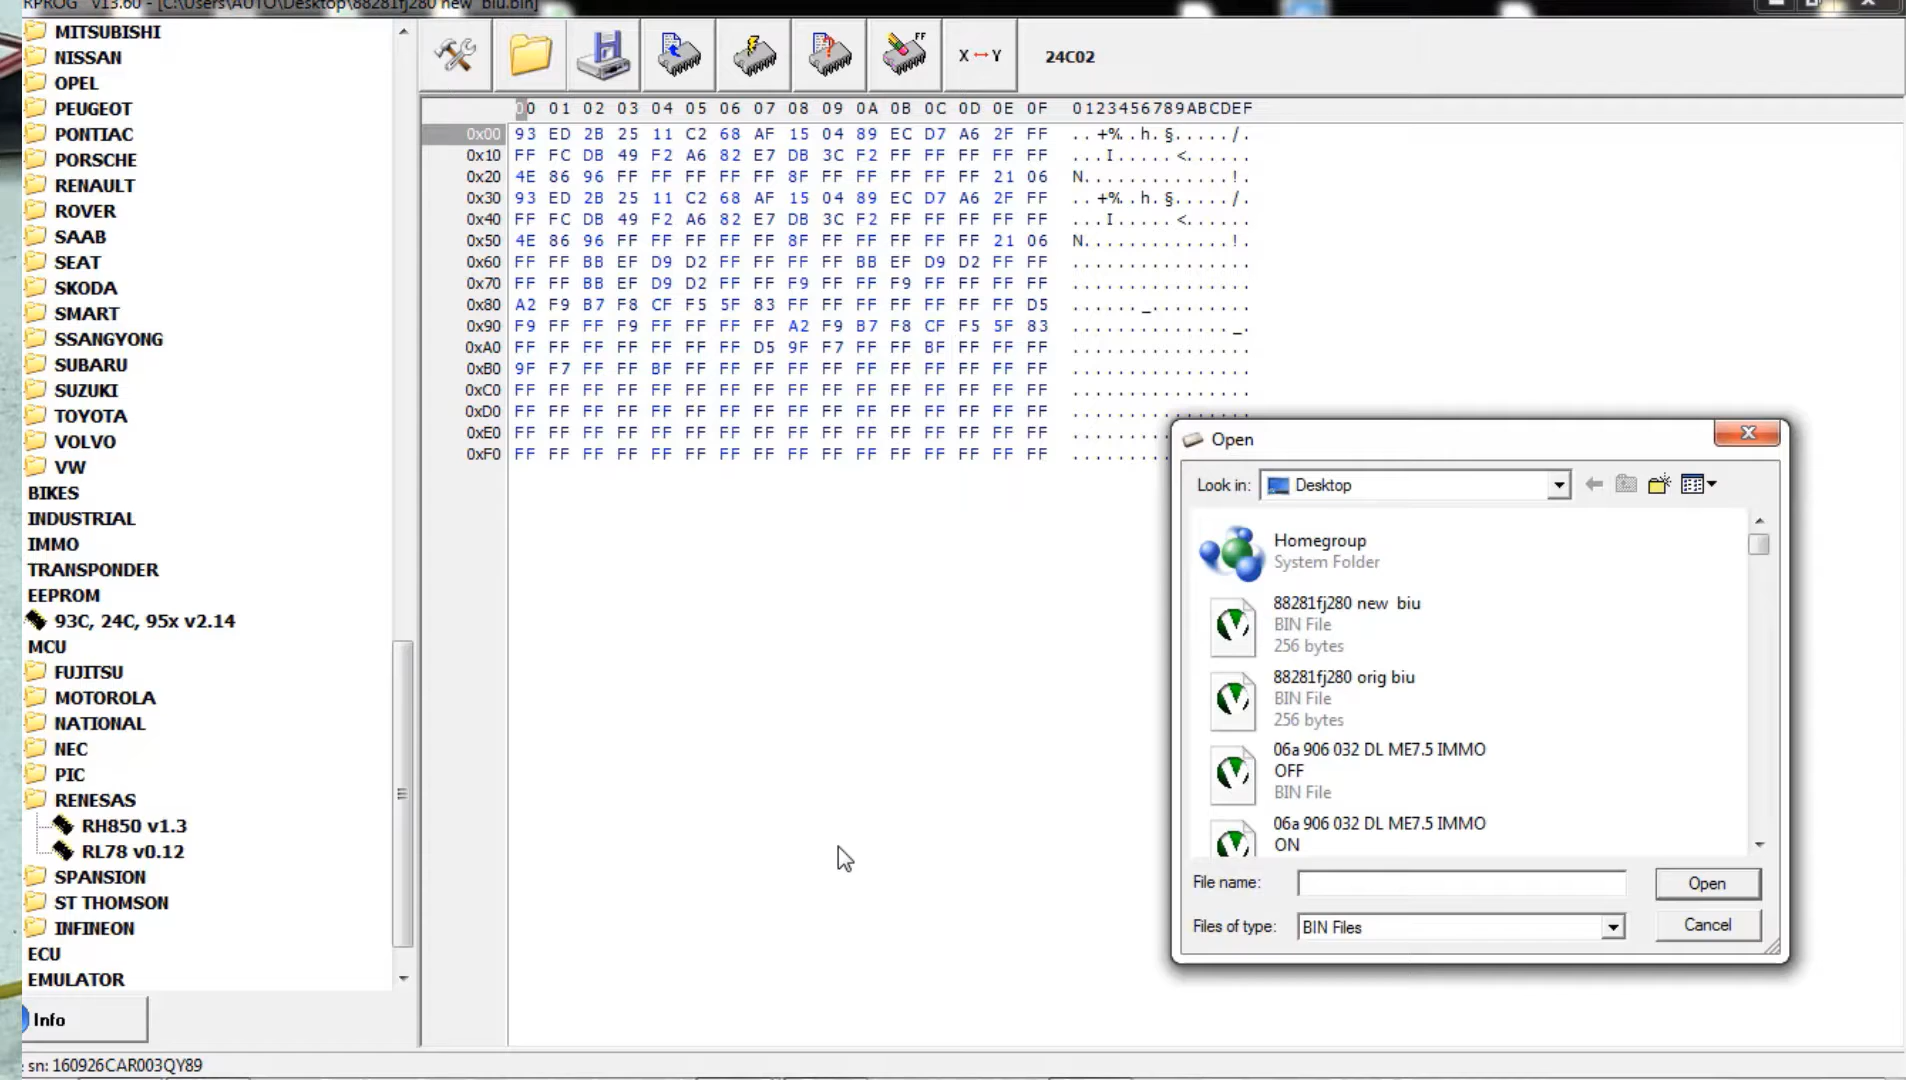 RPROG v13.60 - [C:\Users\AUTO\Desktop\88281fj280 new biu.bin]
MITSUBISHI
NISSAN
OPEL
PEUGEOT
PONTIAC
PORSCHE
RENAULT
ROVER
SAAB
SEAT
SKODA
SMART
SSANGYONG
SUBARU
SUZUKI
TOYOTA
VOLVO
VW
BIKES
INDUSTRIAL
IMMO
TRANSPONDER
EEPROM
93C, 24C, 95x v2.14
MCU
FUJITSU
MOTOROLA
NATIONAL
NEC
PIC
RENESAS
RH850 v1.3
RL78 v0.12
SPANSION
ST THOMSON
INFINEON
ECU
EMULATOR
Info
sn: 160926CAR003QY89
FF
X ↔ Y
24C02
00 01 02 03 04 05 06 07 08 09 0A 0B 0C 0D 0E 0F 0123456789ABCDEF
0x00 93 ED 2B 25 11 C2 68 AF 15 04 89 EC D7 A6 2F FF ..+%..h.§...../.
0x10 FF FC DB 49 F2 A6 82 E7 DB 3C F2 FF FF FF FF FF ...I.....<......
0x20 4E 86 96 FF FF FF FF FF 8F FF FF FF FF FF 21 06 N.............!.
0x30 93 ED 2B 25 11 C2 68 AF 15 04 89 EC D7 A6 2F FF ..+%..h.§...../.
0x40 FF FC DB 49 F2 A6 82 E7 DB 3C F2 FF FF FF FF FF ...I.....<......
0x50 4E 86 96 FF FF FF FF FF 8F FF FF FF FF FF 21 06 N.............!.
0x60 FF FF BB EF D9 D2 FF FF FF FF BB EF D9 D2 FF FF ................
0x70 FF FF BB EF D9 D2 FF FF F9 FF FF F9 FF FF FF FF ................
0x80 A2 F9 B7 F8 CF F5 5F 83 FF FF FF FF FF FF FF D5 ......_.........
0x90 F9 FF FF F9 FF FF FF FF A2 F9 B7 F8 CF F5 5F 83 .............._.
0xA0 FF FF FF FF FF FF FF D5 9F F7 FF FF BF FF FF FF ................
0xB0 9F F7 FF FF BF FF FF FF FF FF FF FF FF FF FF FF ................
0xC0 FF FF FF FF FF FF FF FF FF FF FF FF FF FF FF FF ................
0xD0 FF FF FF FF FF FF FF FF FF FF FF FF FF FF FF FF ................
0xE0 FF FF FF FF FF FF FF FF FF FF FF FF FF FF FF FF .........
0xF0 FF FF FF FF FF FF FF FF FF FF FF FF FF FF FF FF .........
Open
Look in: Desktop
Homegroup
System Folder
88281fj280 new biu
BIN File
256 bytes
88281fj280 orig biu
BIN File
256 bytes
06a 906 032 DL ME7.5 IMMO
OFF
BIN File
06a 906 032 DL ME7.5 IMMO
ON
File name:
Open
Files of type: BIN Files
Cancel